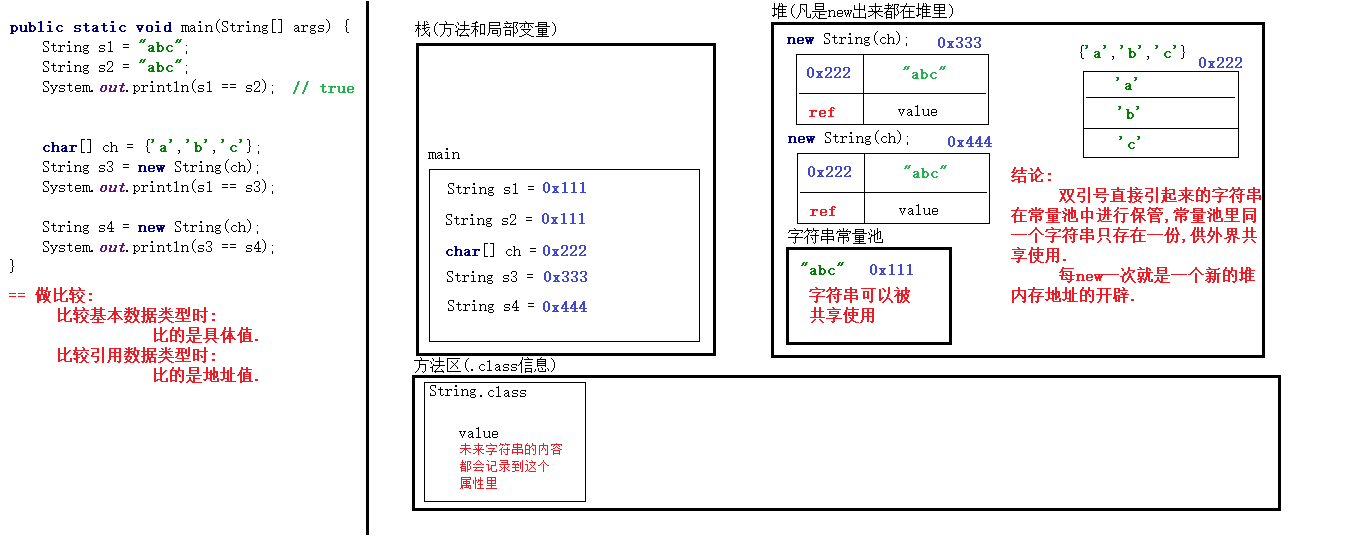 public static void main(String[] args) {
String s1 = "abc";
String s2 = "abc";
System.out.println(s1 == s2); // true
char[] ch = {'a','b','c'};
String s3 = new String(ch);
System.out.println(s1 == s3);
String s4 = new String(ch);
System.out.println(s3 == s4);
}
== 做比较:
比较基本数据类型时:
比的是具体值.
比较引用数据类型时:
比的是地址值.
栈(方法和局部变量)
main
String s1 = 0x111
String s2 = 0x111
char[] ch = 0x222
String s3 = 0x333
String s4 = 0x444
堆(凡是new出来都在堆里)
new String(ch); 0x333
0x222 "abc"
ref value
new String(ch); 0x444
0x222 "abc"
ref value
字符串常量池
"abc" 0x111
字符串可以被
共享使用
{'a','b','c'} 0x222
'a'
'b'
'c'
结论:
双引号直接引起来的字符串
在常量池中进行保管,常量池里同
一个字符串只存在一份,供外界共
享使用.
每new一次就是一个新的堆
内存地址的开辟.
方法区(.class信息)
String.class
value
未来字符串的内容
都会记录到这个
属性里